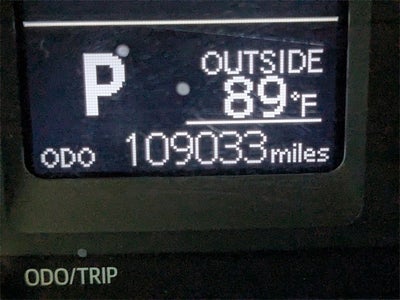 P
OUTSIDE
89°F
ODO 109033 miles
ODO/TRIP